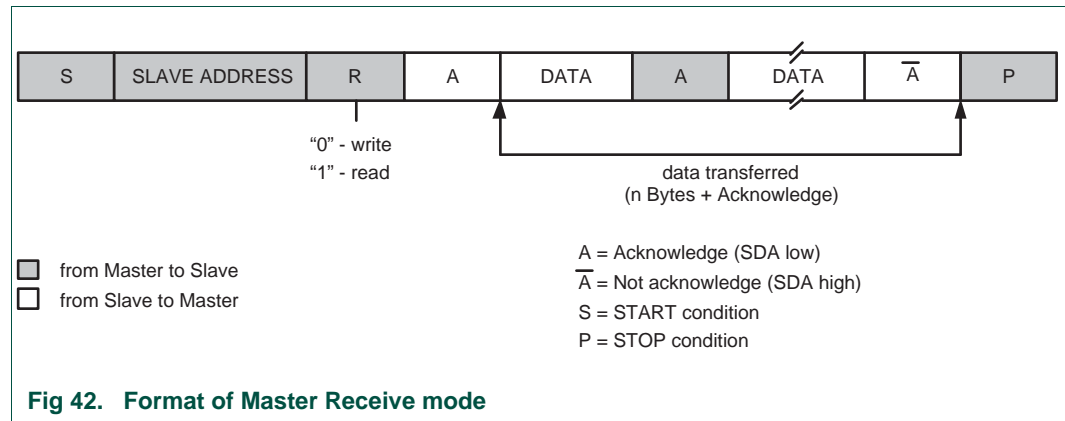 S SLAVE ADDRESS R A DATA A DATA A̅ P
“0” - write
“1” - read
data transferred
(n Bytes + Acknowledge)
from Master to Slave
from Slave to Master
A = Acknowledge (SDA low)
A̅ = Not acknowledge (SDA high)
S = START condition
P = STOP condition
Fig 42. Format of Master Receive mode